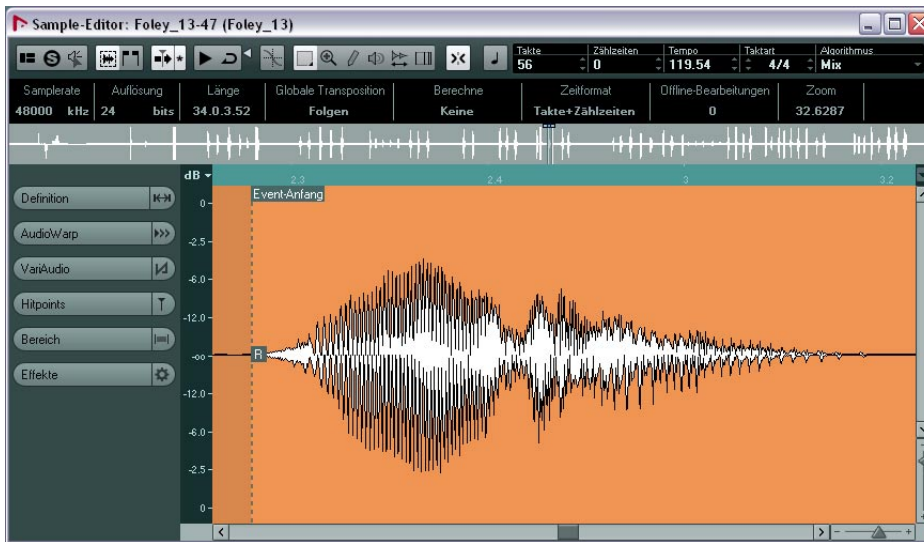 Sample-Editor: Foley_13-47 (Foley_13)
Takte Zählzeiten Tempo Taktart Algorithmus
56 0 119.54 4/4 Mix
Samplerate Auflösung Länge Globale Transposition Berechne Zeitformat Offline-Bearbeitungen Zoom
48000 kHz 24 bits 34.0.3.52 Folgen Keine Takte+Zählzeiten 0 32.6287
dB 2.3 2.4 3 3.2
Event-Anfang
Definition
AudioWarp
VariAudio
Hitpoints
Bereich
Effekte
0
-2.5
-6.0
-12.0
-oo
R
-12.0
-6.0
-2.5
0